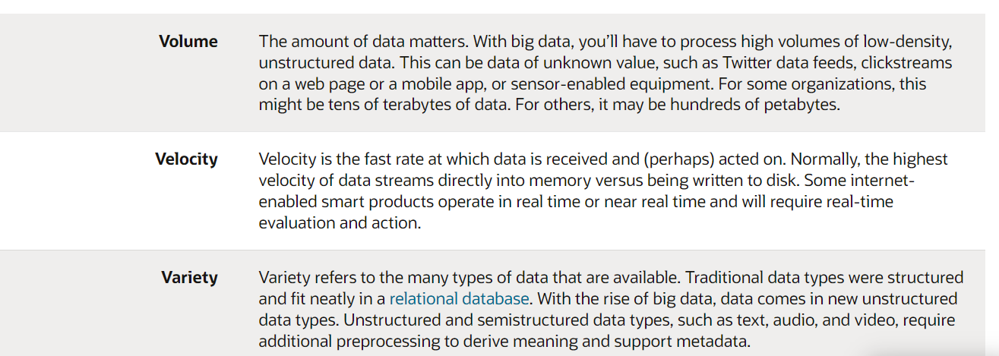 Volume The amount of data matters. With big data, you’ll have to process high volumes of low-density,
unstructured data. This can be data of unknown value, such as Twitter data feeds, clickstreams
on a web page or a mobile app, or sensor-enabled equipment. For some organizations, this
might be tens of terabytes of data. For others, it may be hundreds of petabytes.
Velocity Velocity is the fast rate at which data is received and (perhaps) acted on. Normally, the highest
velocity of data streams directly into memory versus being written to disk. Some internet-
enabled smart products operate in real time or near real time and will require real-time
evaluation and action.
Variety Variety refers to the many types of data that are available. Traditional data types were structured
and fit neatly in a relational database. With the rise of big data, data comes in new unstructured
data types. Unstructured and semistructured data types, such as text, audio, and video, require
additional preprocessing to derive meaning and support metadata.